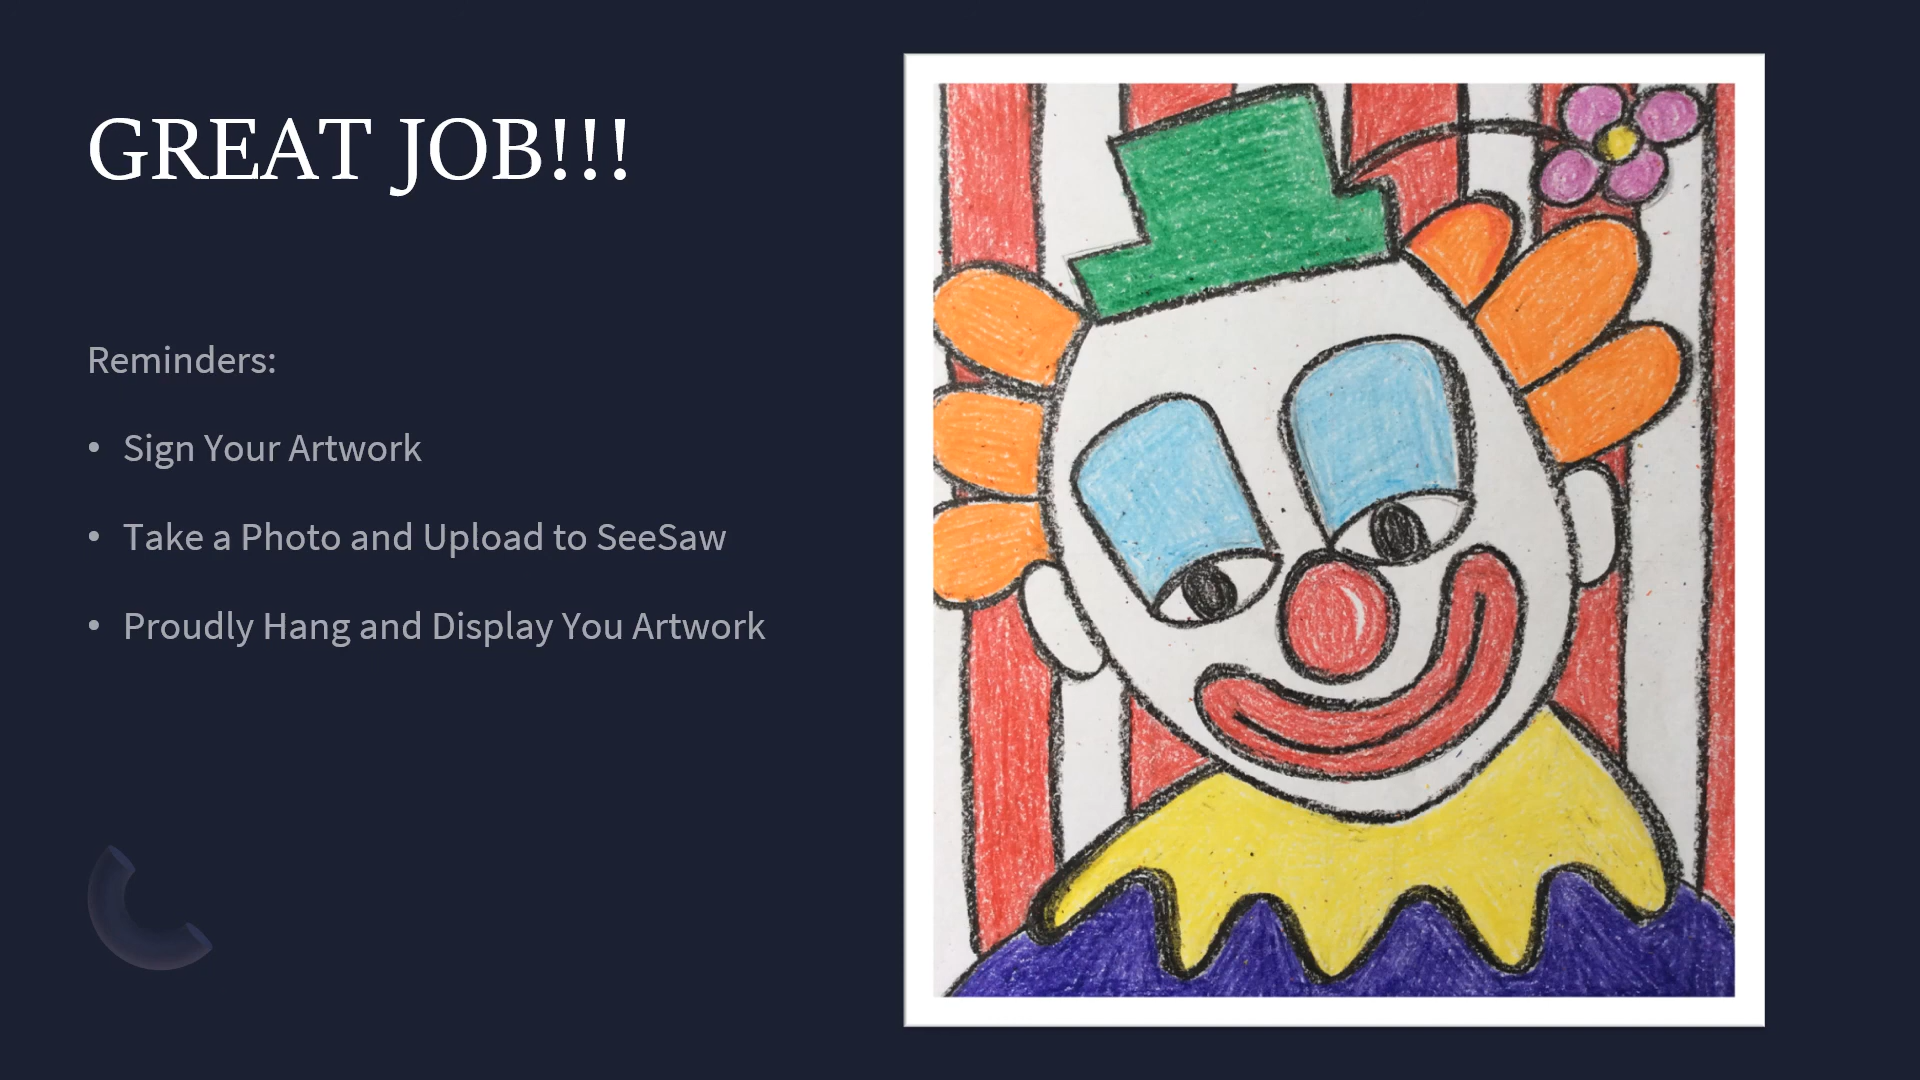 GREAT JOB!!!
Reminders:
• Sign Your Artwork
• Take a Photo and Upload to SeeSaw
• Proudly Hang and Display You Artwork